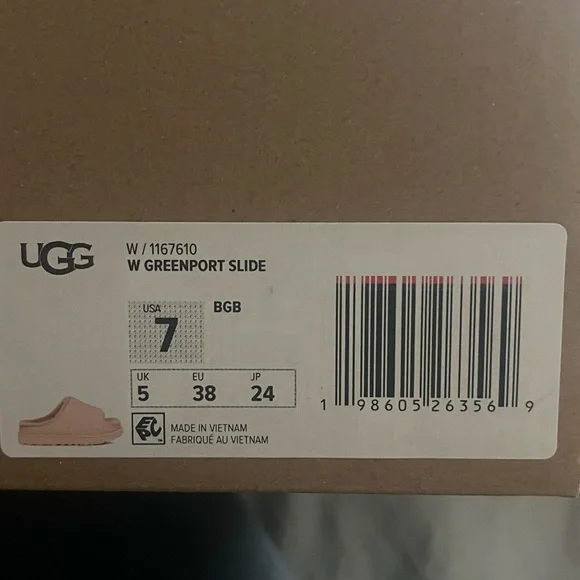 UGG
W / 1167610
W GREENPORT SLIDE
USA
7
BGB
UK EU JP
5 38 24
EPC
MADE IN VIETNAM
FABRIQUÉ AU VIETNAM
1 98605 26356 9